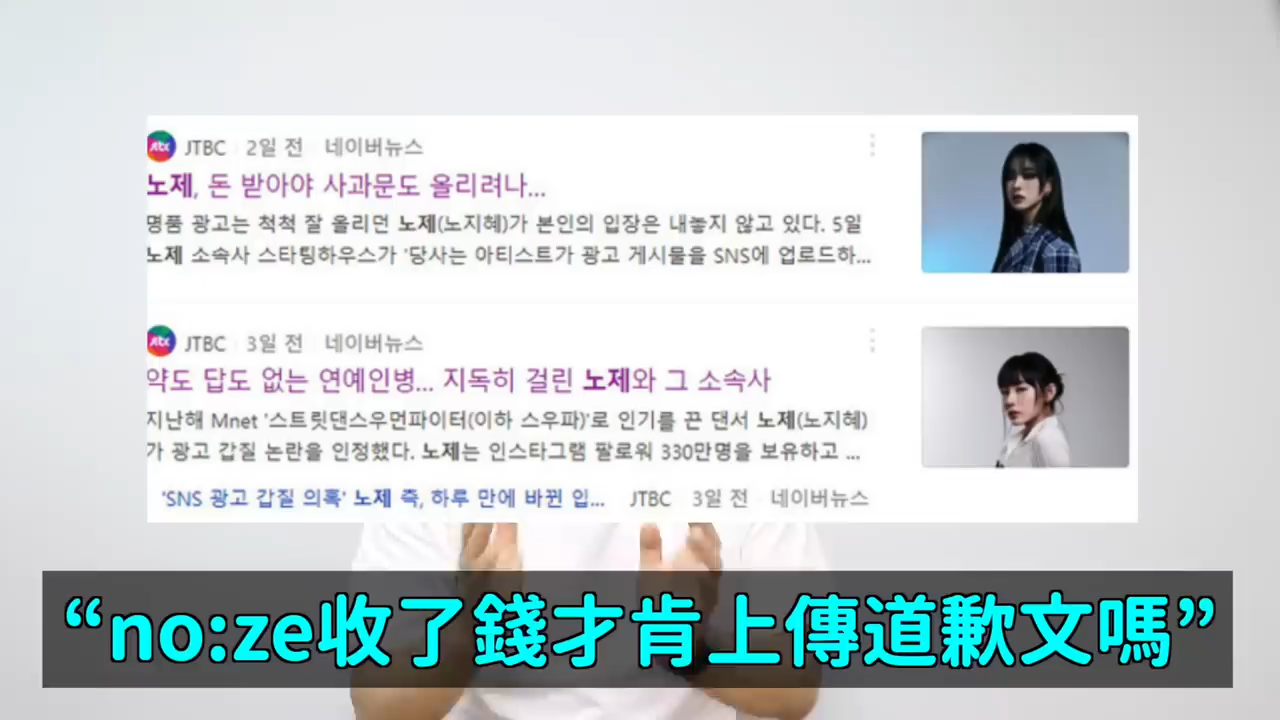 JTBC 2일 전 네이버뉴스
노제, 돈 받아야 사과문도 올리려나...
명품 광고는 척척 잘 올리던 노제(노지혜)가 본인의 입장은 내놓지 않고 있다. 5일
노제 소속사 스타팅하우스가 '당사는 아티스트가 광고 게시물을 SNS에 업로드하...
JTBC 3일 전 네이버뉴스
약도 답도 없는 연예인병... 지독히 걸린 노제와 그 소속사
지난해 Mnet '스트릿댄스우먼파이터(이하 스우파)'로 인기를 끈 댄서 노제(노지혜)
가 광고 갑질 논란을 인정했다. 노제는 인스타그램 팔로워 330만명을 보유하고 ...
'SNS 광고 갑질 의혹' 노제 측, 하루 만에 바뀐 입... JTBC 3일 전 네이버뉴스
“no:ze收了錢才肯上傳道歉文嗎”